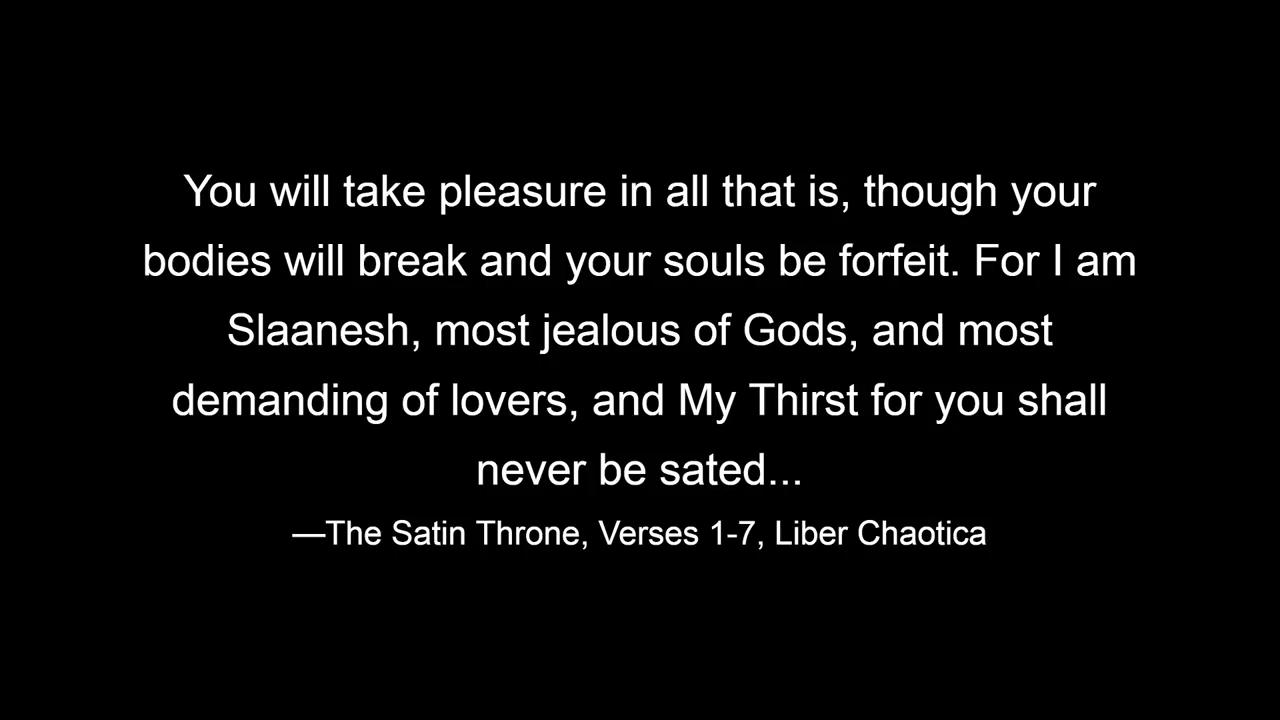 You will take pleasure in all that is, though your
bodies will break and your souls be forfeit. For I am
Slaanesh, most jealous of Gods, and most
demanding of lovers, and My Thirst for you shall
never be sated...
—The Satin Throne, Verses 1-7, Liber Chaotica